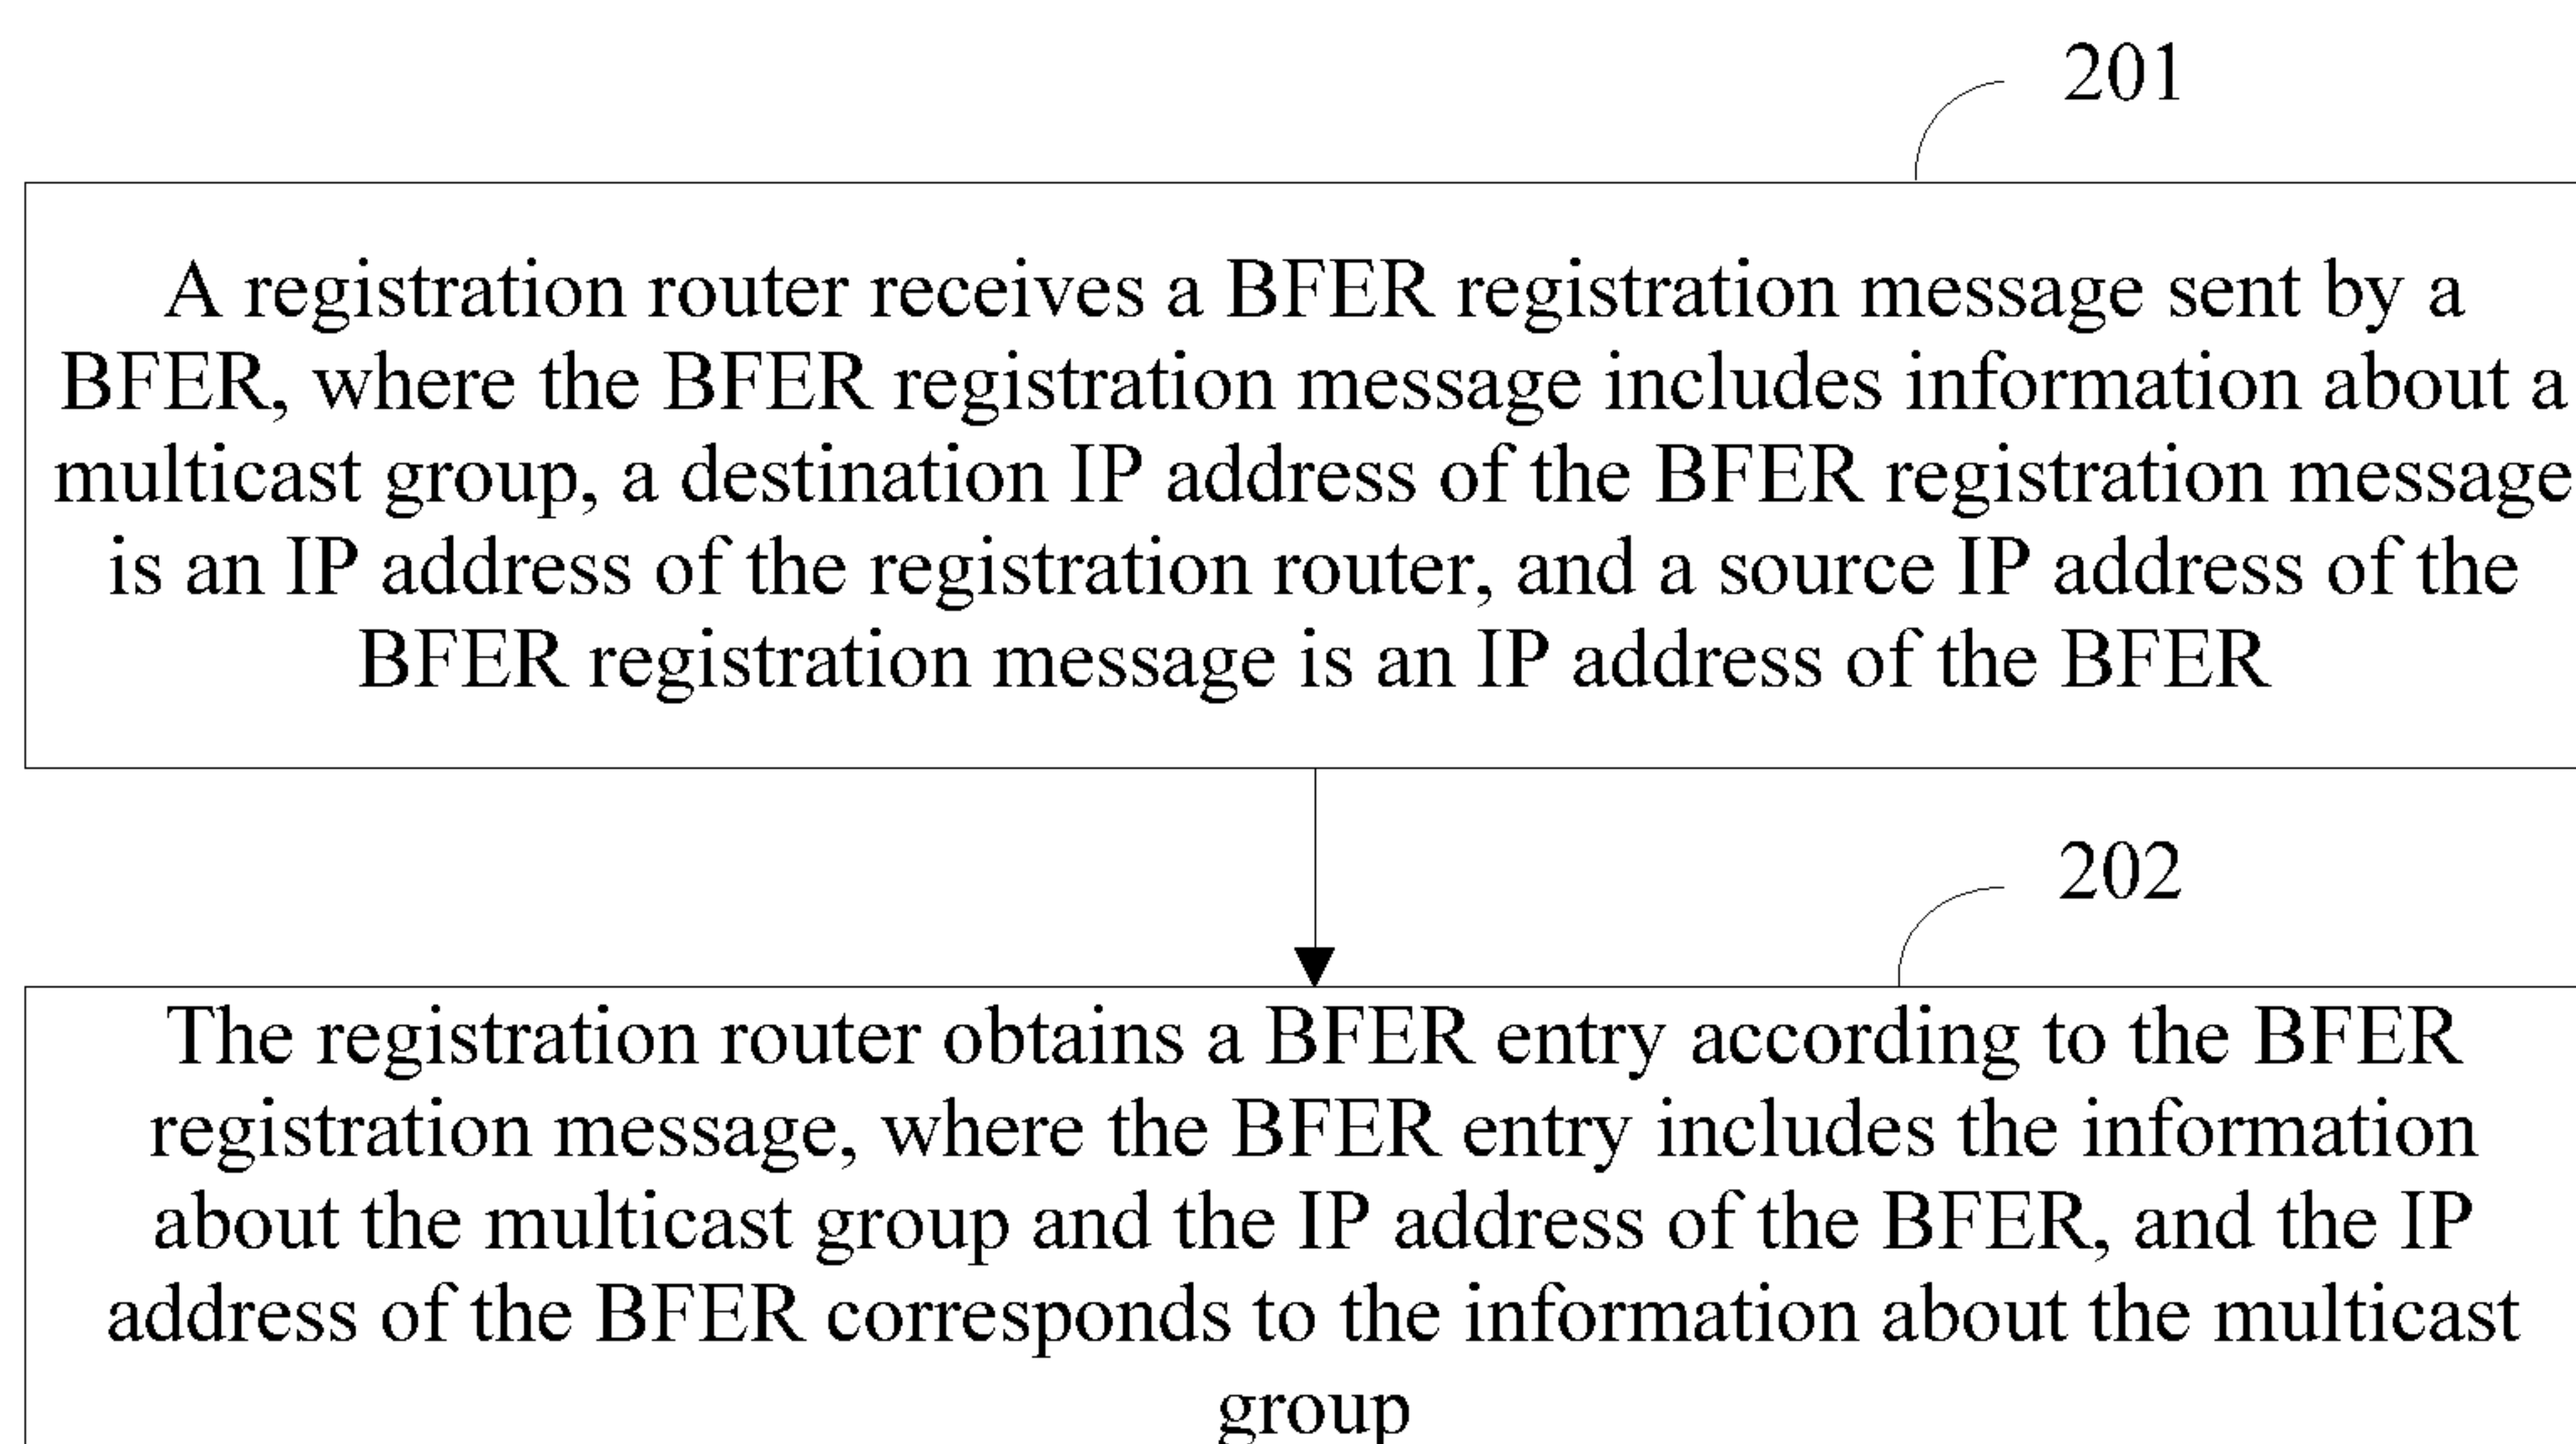 201
A registration router receives a BFER registration message sent by a
BFER, where the BFER registration message includes information about a
multicast group, a destination IP address of the BFER registration message
is an IP address of the registration router, and a source IP address of the
BFER registration message is an IP address of the BFER
202
The registration router obtains a BFER entry according to the BFER
registration message, where the BFER entry includes the information
about the multicast group and the IP address of the BFER, and the IP
address of the BFER corresponds to the information about the multicast
group